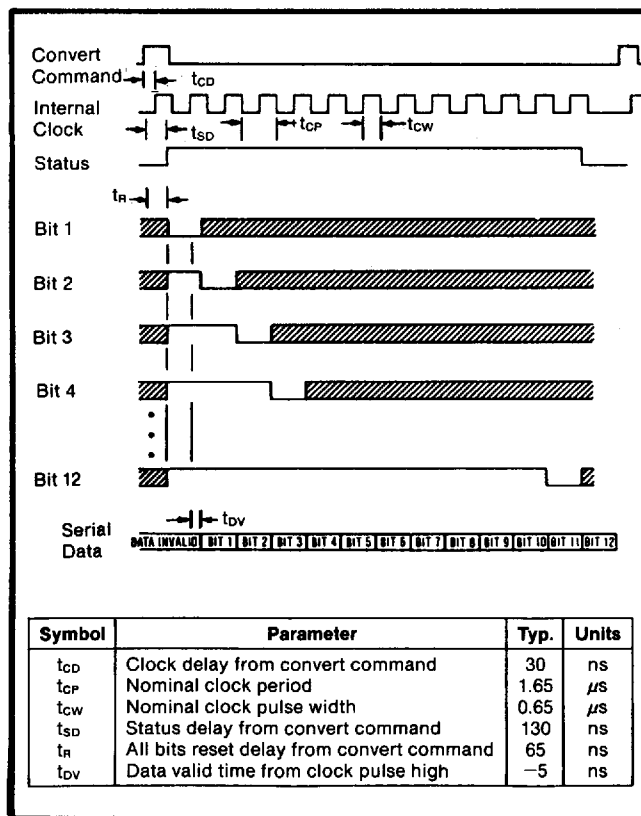 Convert
Command
tCD
Internal
Clock
tSD
tCP
tCW
Status
tR
Bit 1
Bit 2
Bit 3
Bit 4
Bit 12
tDV
Serial
Data
DATA INVALID BIT 1 BIT 2 BIT 3 BIT 4 BIT 5 BIT 6 BIT 7 BIT 8 BIT 9 BIT 10 BIT 11 BIT 12
Symbol Parameter Typ. Units
tCD Clock delay from convert command 30 ns
tCP Nominal clock period 1.65 μs
tCW Nominal clock pulse width 0.65 μs
tSD Status delay from convert command 130 ns
tR All bits reset delay from convert command 65 ns
tDV Data valid time from clock pulse high −5 ns